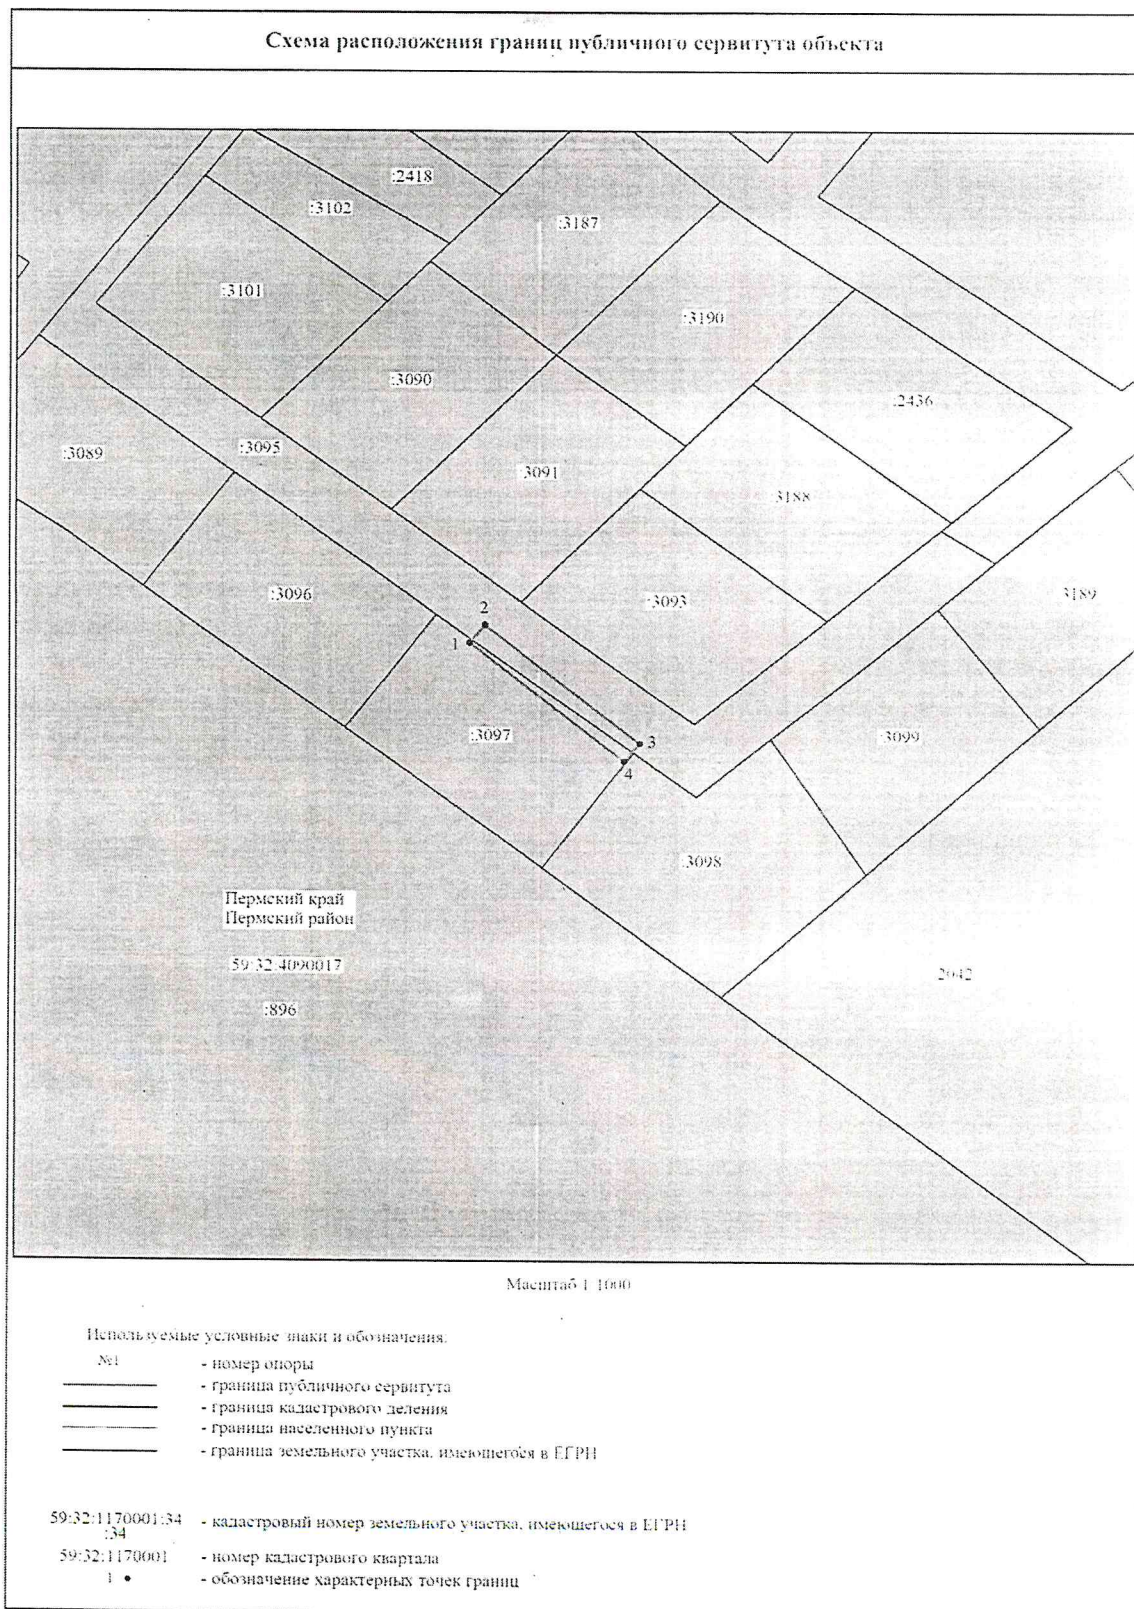 Схема расположения границ публичного сервитута объекта
:2418
:3102
:3187
:3101
:3190
:3090
:2436
:3089
:3095
3091
3188
:3096
:3093
3189
2
1
:3097
3
:3099
4
:3098
Пермский край
Пермский район
59:32:4090017
2042
:896
Масштаб 1 1000
Используемые условные знаки и обозначения:
№1 - номер опоры
- граница публичного сервитута
- граница кадастрового деления
- граница населенного пункта
- граница земельного участка, имеющегося в ЕГРН
59:32:1170001:34 - кадастровый номер земельного участка, имеющегося в ЕГРН
:34
59:32:1170001 - номер кадастрового квартала
1 • - обозначение характерных точек границ